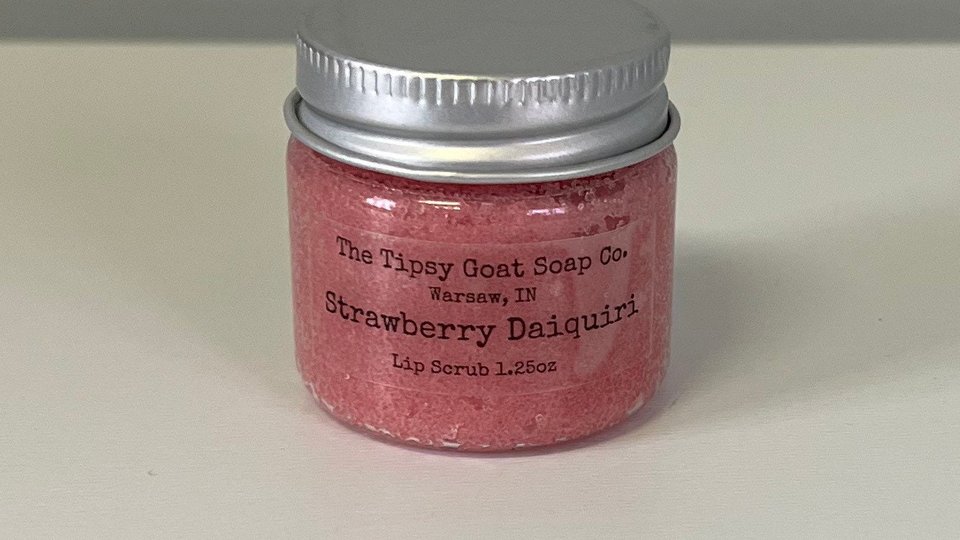 The Tipsy Goat Soap Co.
Warsaw, IN
Strawberry Daiquiri
Lip Scrub 1.25oz